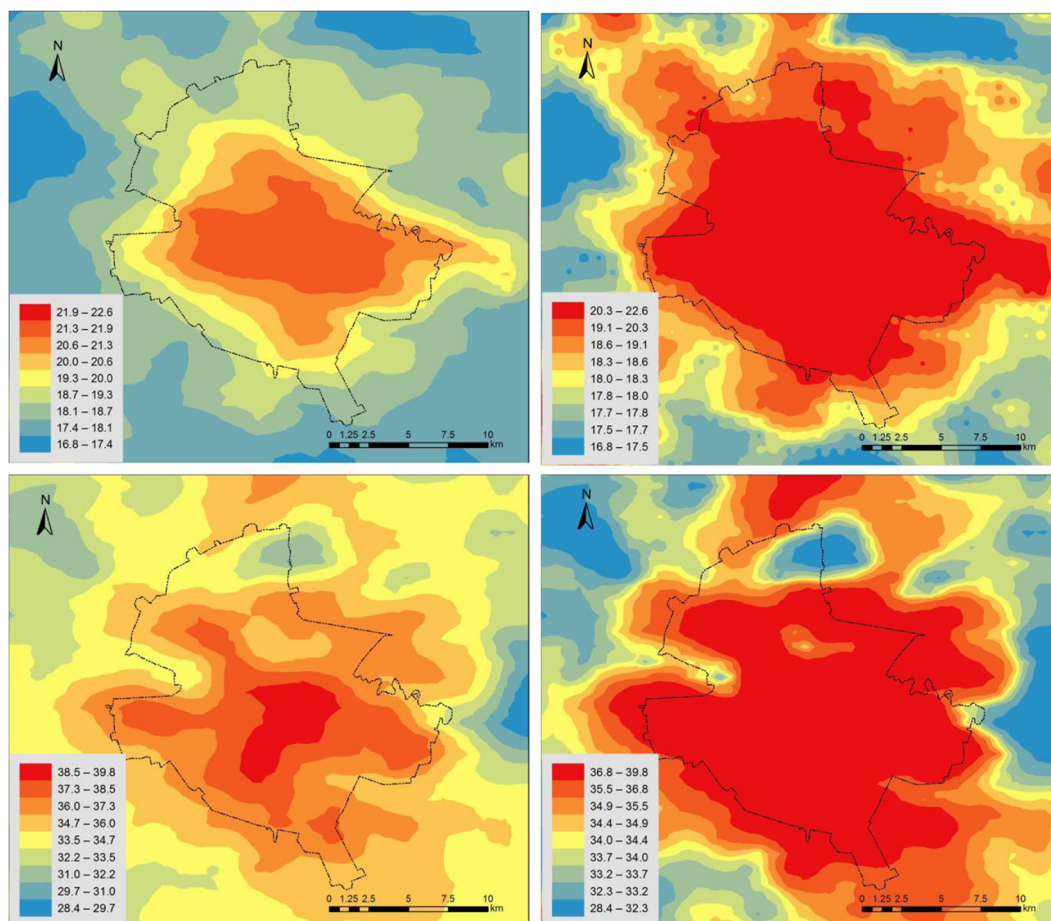 N
21.9 – 22.6
21.3 – 21.9
20.6 – 21.3
20.0 – 20.6
19.3 – 20.0
18.7 – 19.3
18.1 – 18.7
17.4 – 18.1
16.8 – 17.4
0 1.25 2.5 5 7.5 10
km
N
20.3 – 22.6
19.1 – 20.3
18.6 – 19.1
18.3 – 18.6
18.0 – 18.3
17.8 – 18.0
17.7 – 17.8
17.5 – 17.7
16.8 – 17.5
0 1.25 2.5 5 7.5 10
km
N
38.5 – 39.8
37.3 – 38.5
36.0 – 37.3
34.7 – 36.0
33.5 – 34.7
32.2 – 33.5
31.0 – 32.2
29.7 – 31.0
28.4 – 29.7
0 1.25 2.5 5 7.5 10
km
N
36.8 – 39.8
35.5 – 36.8
34.9 – 35.5
34.4 – 34.9
34.0 – 34.4
33.7 – 34.0
33.2 – 33.7
32.3 – 33.2
28.4 – 32.3
0 1.25 2.5 5 7.5 10
km